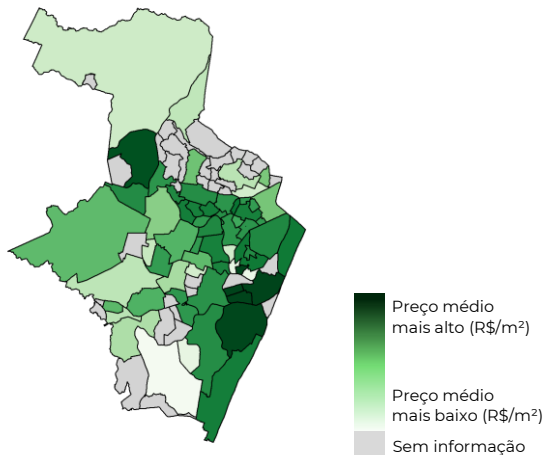 Preço médio
mais alto (R$/m²)
Preço médio
mais baixo (R$/m²)
Sem informação